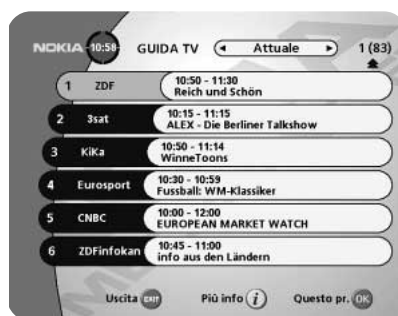 NOKIA 10:58 GUIDA TV Attuale 1 (83)
1 ZDF 10:50 - 11:30
Reich und Schön
2 3sat 10:15 - 11:15
ALEX - Die Berliner Talkshow
3 KiKa 10:50 - 11:14
WinneToons
4 Eurosport 10:30 - 10:59
Fussball: WM-Klassiker
5 CNBC 10:00 - 12:00
EUROPEAN MARKET WATCH
6 ZDFinfokan 10:45 - 11:00
info aus den Ländern
Uscita EXIT Più info i Questo pr. OK